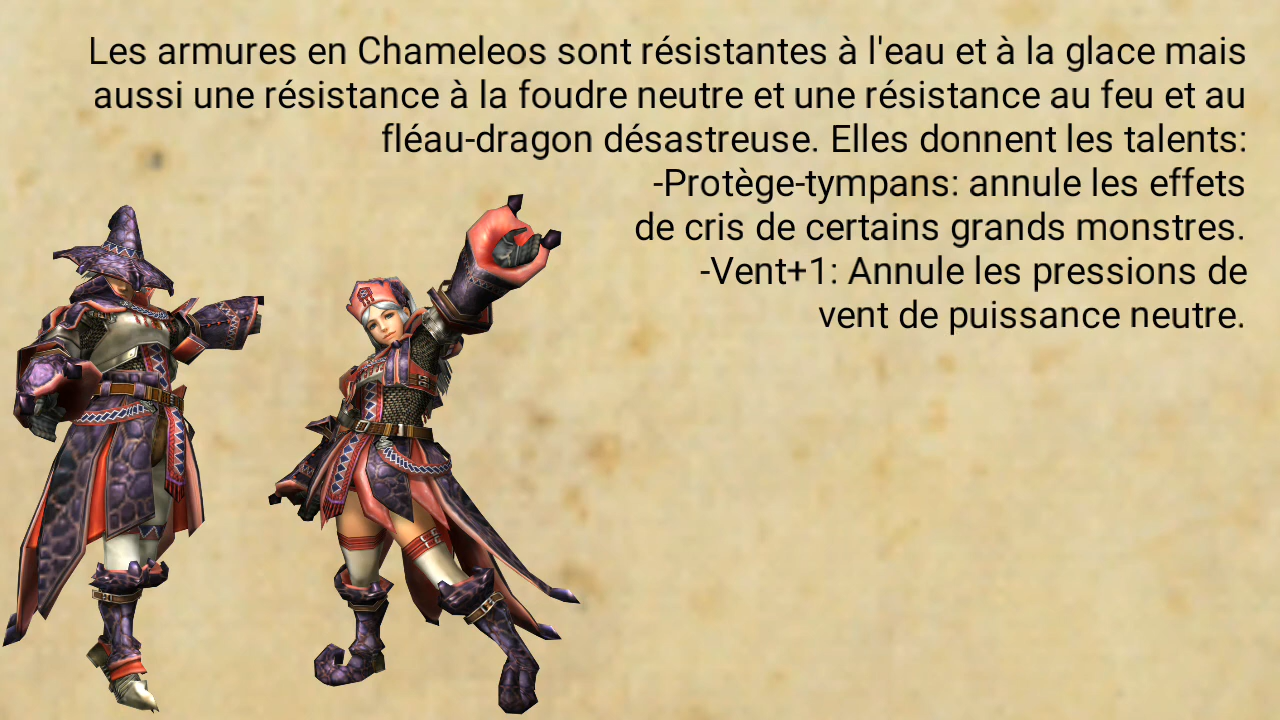 Les armures en Chameleos sont résistantes à l'eau et à la glace mais
aussi une résistance à la foudre neutre et une résistance au feu et au
fléau-dragon désastreuse. Elles donnent les talents:
-Protège-tympans: annule les effets
de cris de certains grands monstres.
-Vent+1: Annule les pressions de
vent de puissance neutre.